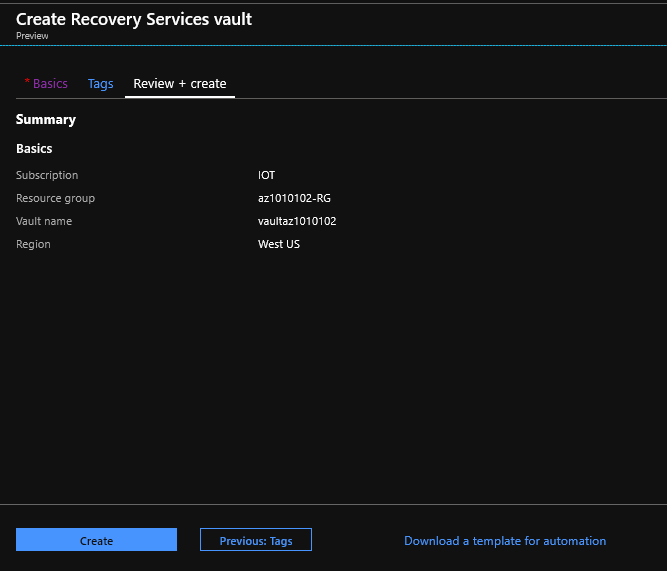 Create Recovery Services vault
Preview
* Basics Tags Review + create
Summary
Basics
Subscription IOT
Resource group az1010102-RG
Vault name vaultaz1010102
Region West US
Create Previous: Tags Download a template for automation